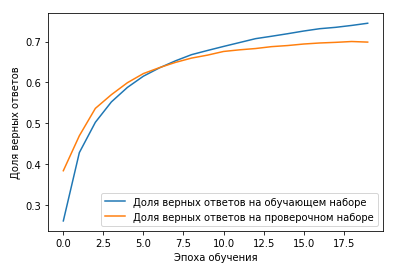 0.7
0.6
0.5
0.4
0.3
Доля верных ответов
Доля верных ответов на обучающем наборе
Доля верных ответов на проверочном наборе
0.0 2.5 5.0 7.5 10.0 12.5 15.0 17.5
Эпоха обучения